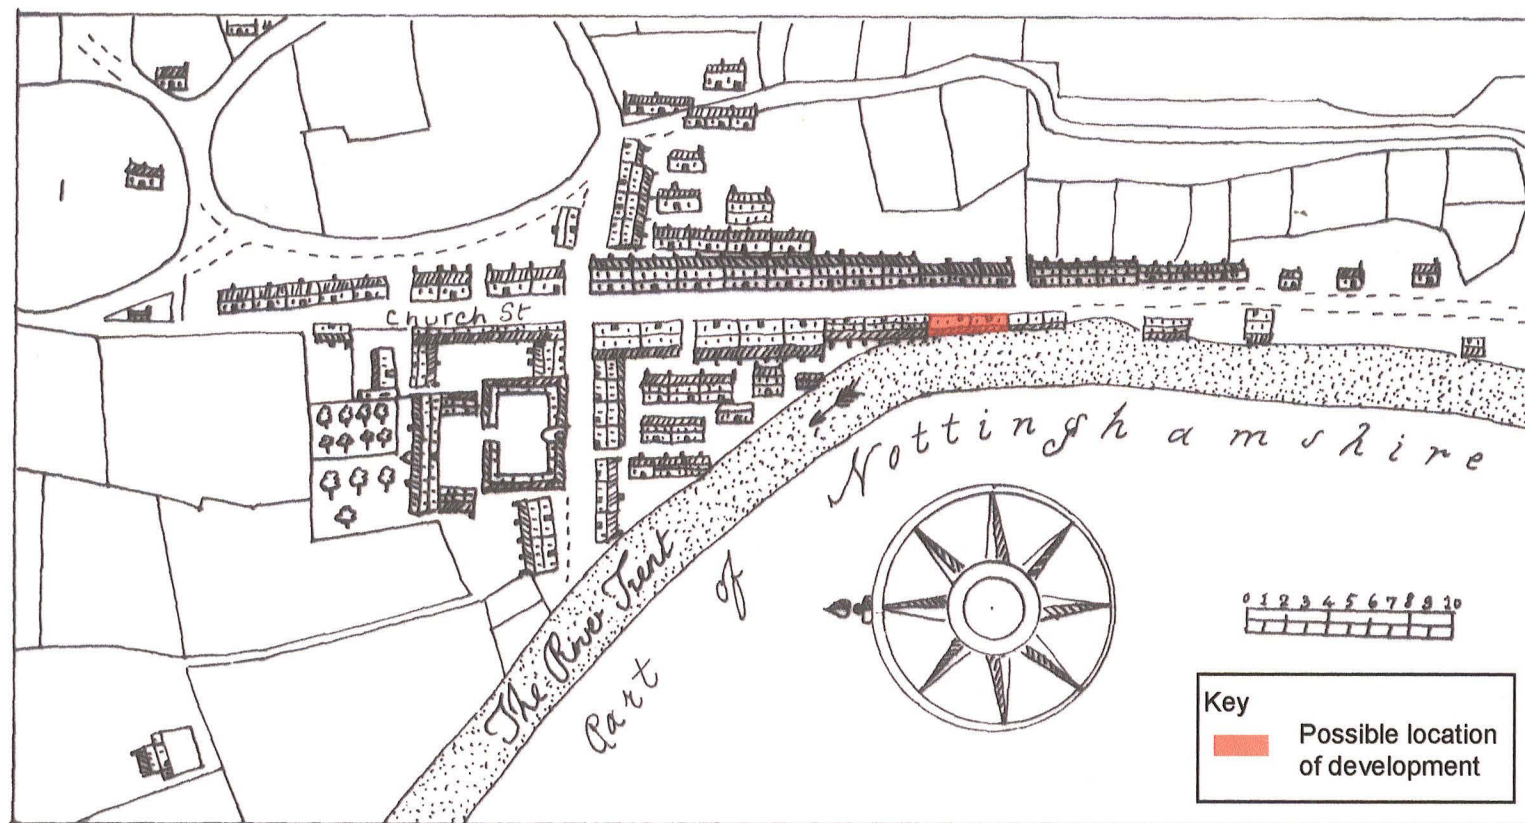 Church St
The River Trent
Part of Nottinghamshire
0 1 2 3 4 5 6 7 8 9 10
Key
Possible location
of development